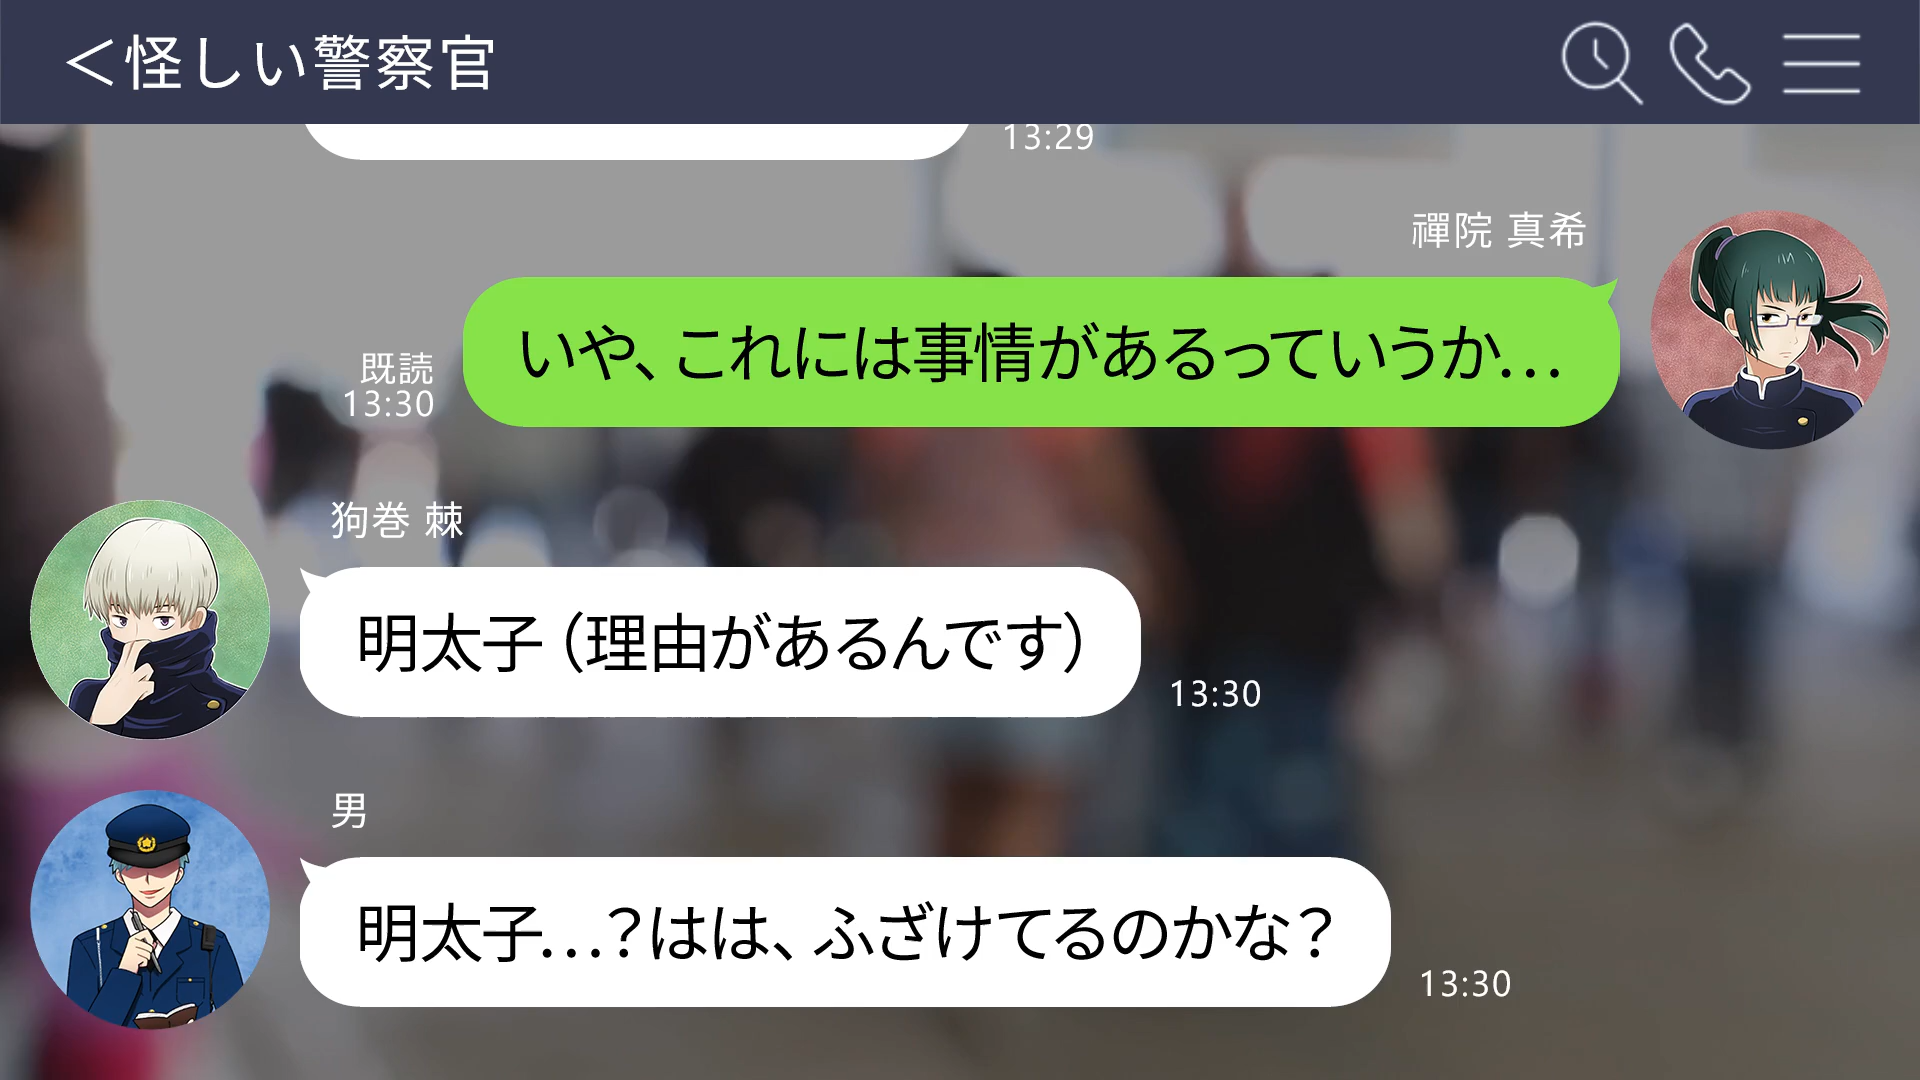 ＜怪しい警察官
13:29
禪院 真希
いや、これには事情があるっていうか…
既読
13:30
狗巻 棘
明太子（理由があるんです）
13:30
男
明太子…？はは、ふざけてるのかな？
13:30